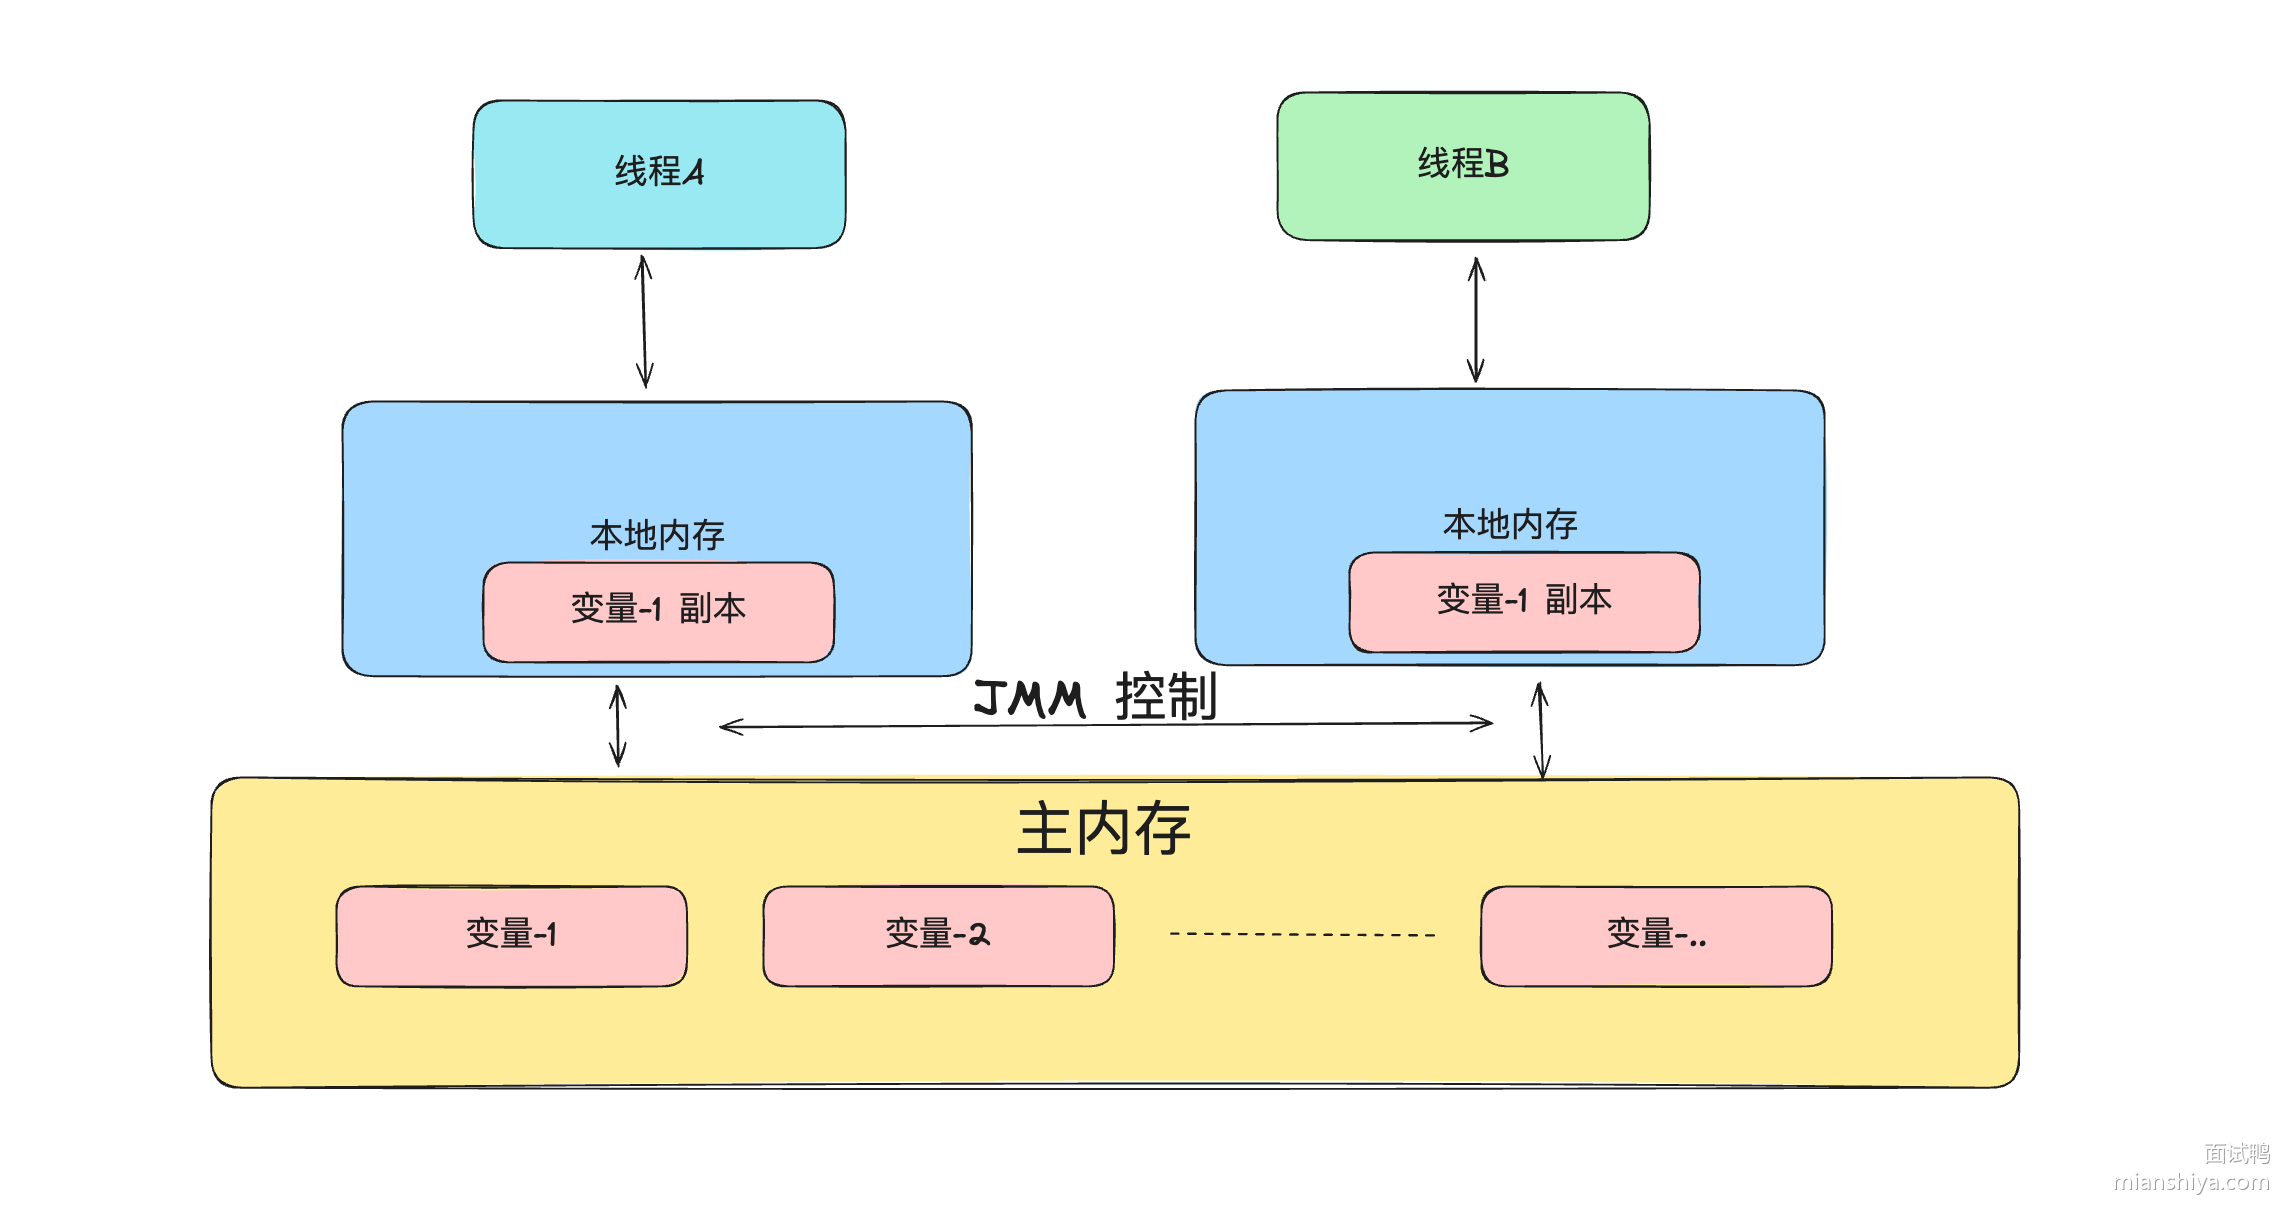 线程A
线程B
本地内存
变量-1 副本
本地内存
变量-1 副本
JMM 控制
主内存
变量-1
变量-2
变量-..
面试鸭
mianshiya.com